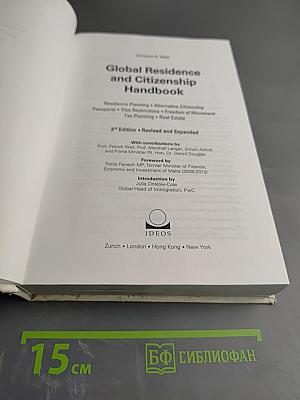 Christian H. Kälin
Global Residence
and Citizenship
Handbook
Residence Planning • Alternative Citizenship
Passports • Visa Restrictions • Freedom of Movement
Tax Planning • Real Estate
3rd Edition • Revised and Expanded
With contributions by
Prof. Patrick Weil, Prof. Marshall Langer, Simon Anholt
and Prime Minister Rt. Hon. Dr. Denzil Douglas
Foreword by
Tonio Fenech MP, former Minister of Finance,
Economy and Investment of Malta (2008-2013)
Introduction by
Julia Onslow-Cole
Global Head of Immigration, PwC
IDEOS
Zurich • London • Hong Kong • New York
15 см
БФ БИБЛИОФАН